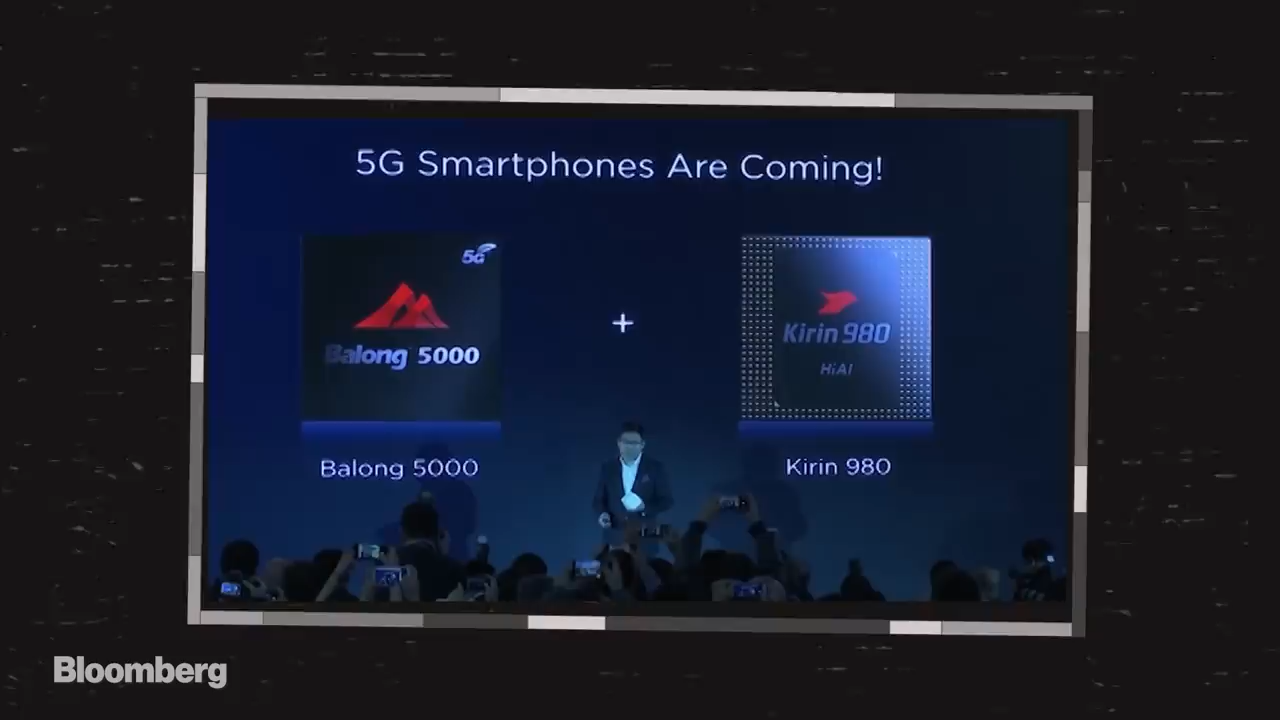 5G Smartphones Are Coming!
5G
Balong 5000
+
Kirin 980
HiAI
Balong 5000
Kirin 980
Bloomberg